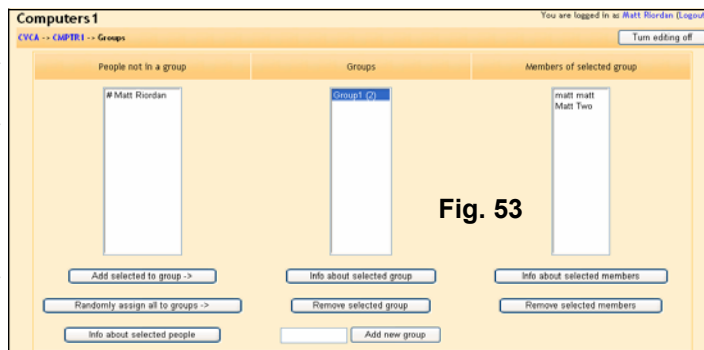 Computers1
You are logged in as Matt Riordan (Logout
CVCA -> CMPTR1 -> Groups
Turn editing off
People not in a group
Groups
Members of selected group
# Matt Riordan
Group1 (2)
matt matt
Matt Two
Fig. 53
Add selected to group ->
Info about selected group
Info about selected members
Randomly assign all to groups ->
Remove selected group
Remove selected members
Info about selected people
Add new group